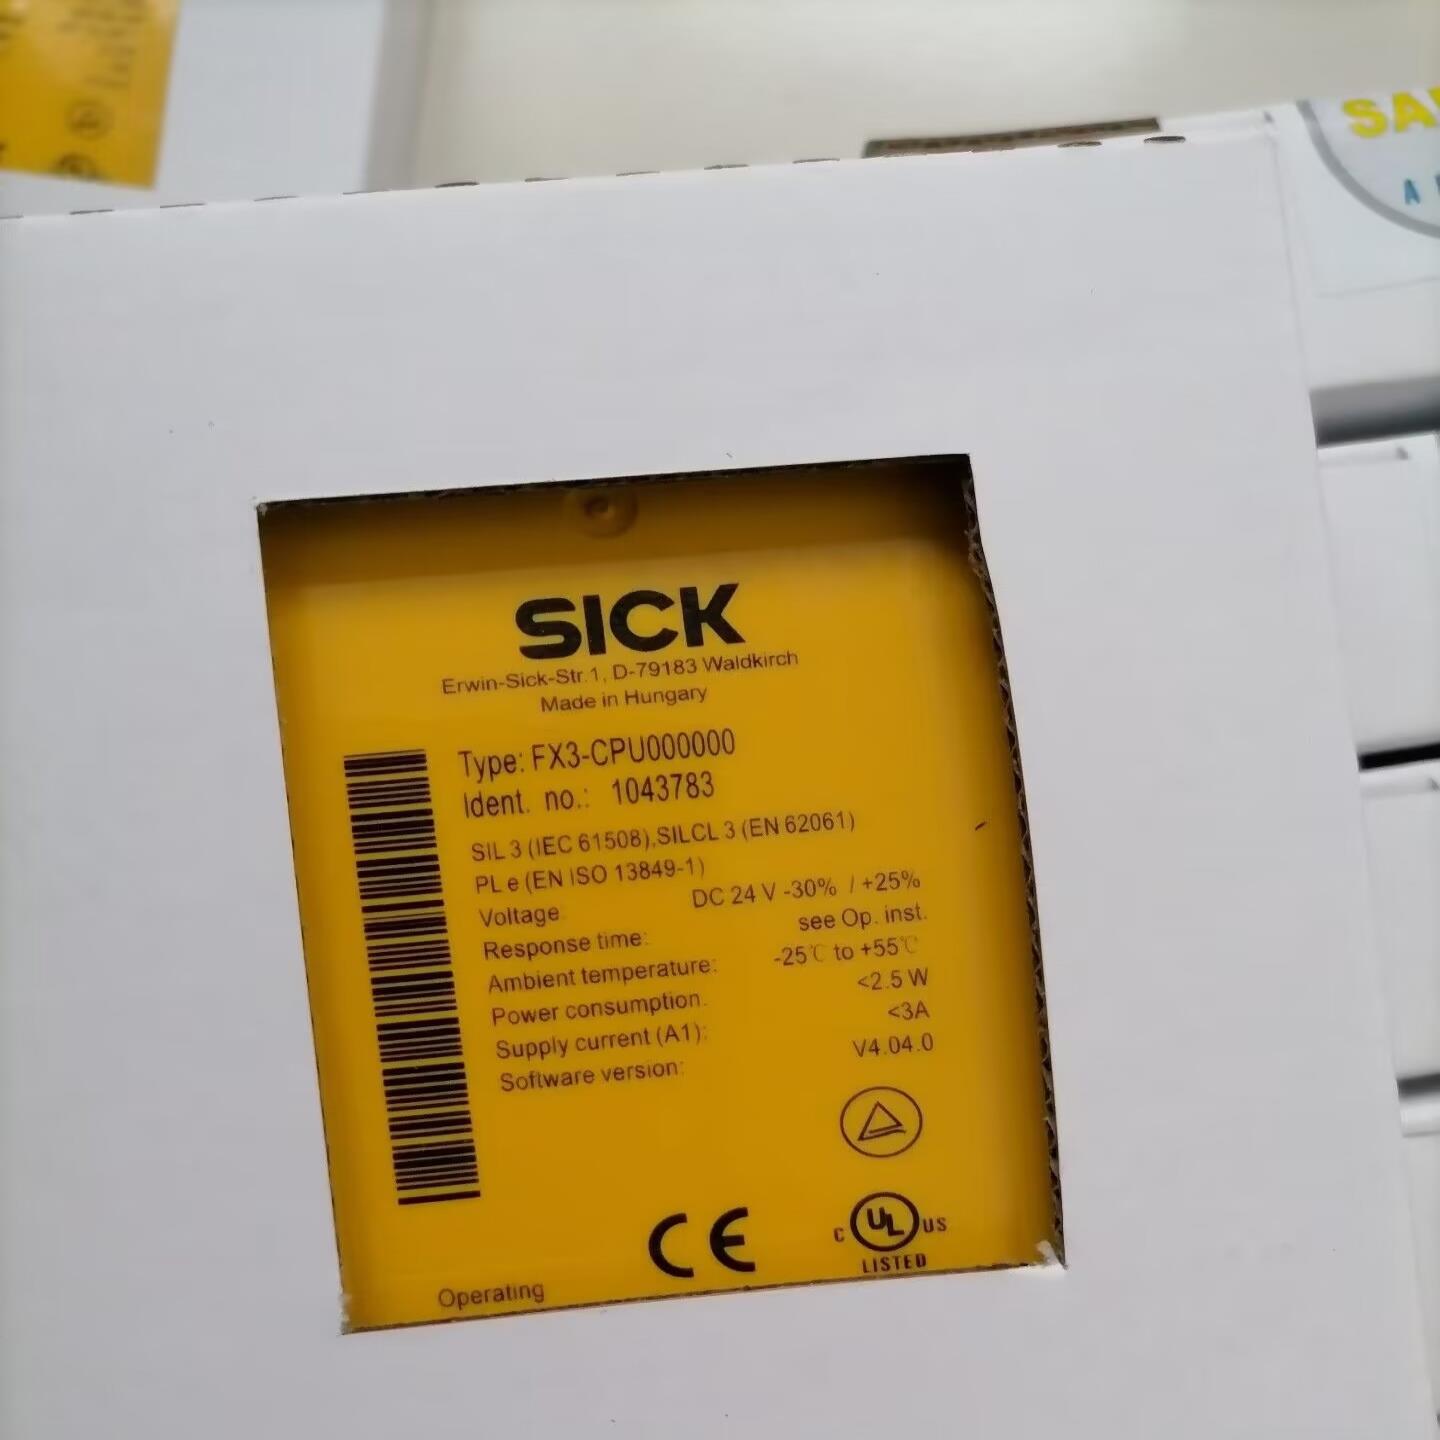 SICK
Erwin-Sick-Str.1, D-79183 Waldkirch
Made in Hungary
Type: FX3-CPU000000
Ident. no.: 1043783
SIL 3 (IEC 61508),SILCL 3 (EN 62061)
PL e (EN ISO 13849-1)
Voltage: DC 24 V -30% / +25%
Response time: see Op. inst.
Ambient temperature: -25℃ to +55℃
Power consumption: <2.5 W
Supply current (A1): <3A
Software version: V4.04.0
CE
C UL US
LISTED
Operating